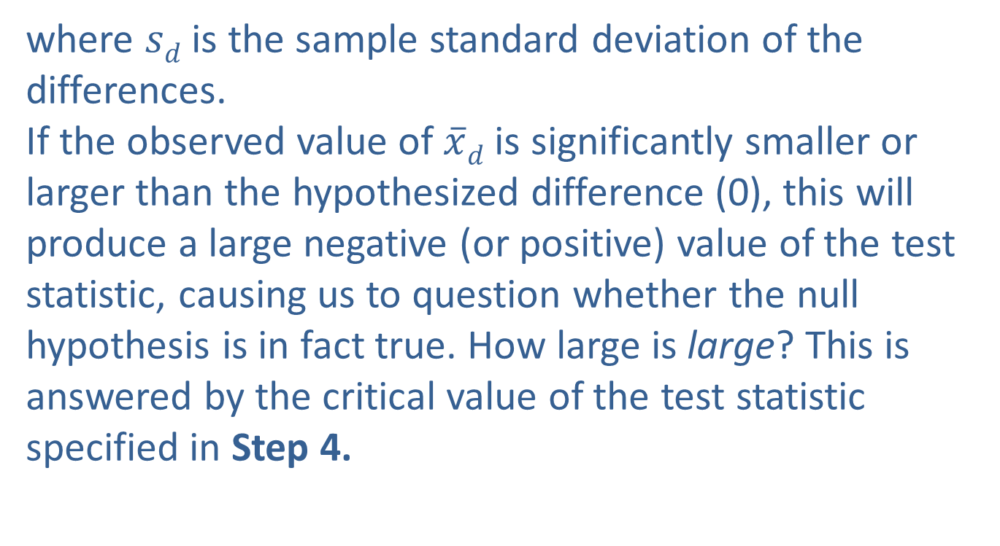 where s_d is the sample standard deviation of the
differences.
If the observed value of x̄_d is significantly smaller or
larger than the hypothesized difference (0), this will
produce a large negative (or positive) value of the test
statistic, causing us to question whether the null
hypothesis is in fact true. How large is large? This is
answered by the critical value of the test statistic
specified in Step 4.